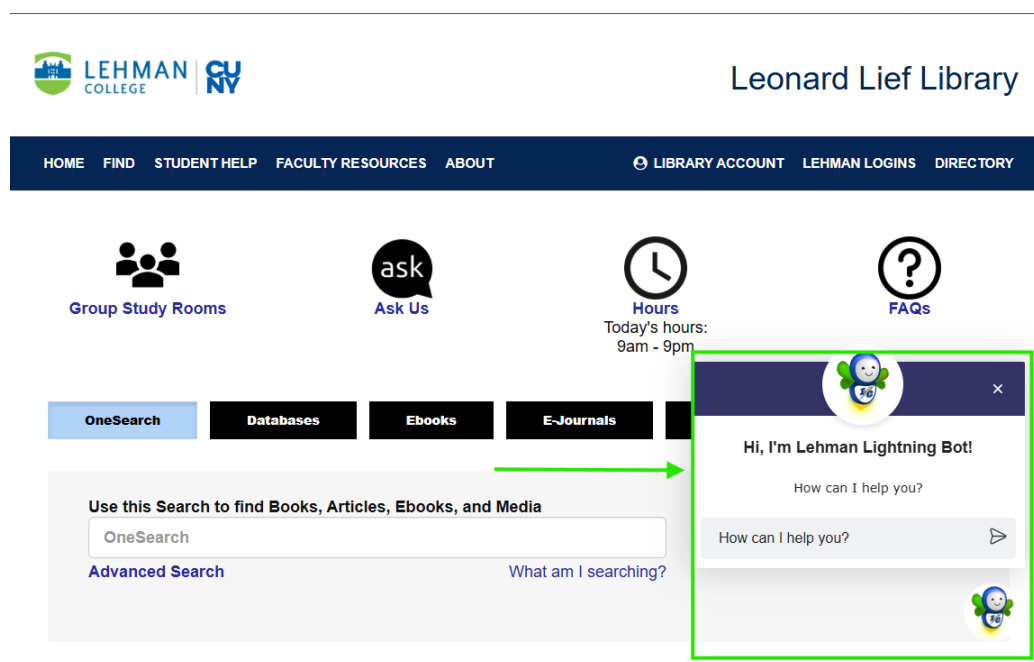 LEHMAN
COLLEGE
CU
NY
Leonard Lief Library
HOME FIND STUDENT HELP FACULTY RESOURCES ABOUT LIBRARY ACCOUNT LEHMAN LOGINS DIRECTORY
ask
?
Group Study Rooms Ask Us Hours FAQs
Today's hours:
9am - 9pm
×
OneSearch Databases Ebooks E-Journals
Hi, I'm Lehman Lightning Bot!
How can I help you?
Use this Search to find Books, Articles, Ebooks, and Media
OneSearch
How can I help you?
Advanced Search What am I searching?